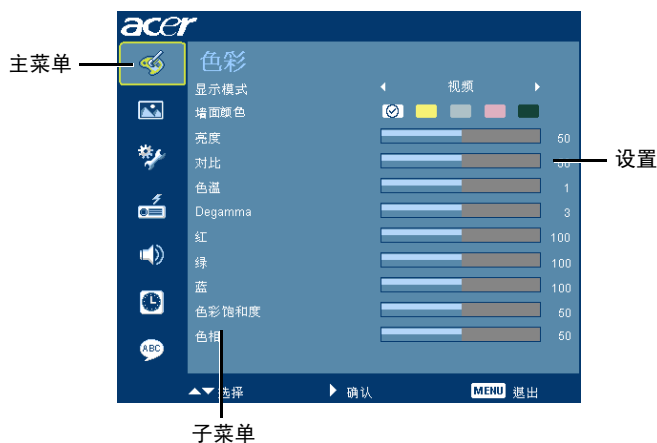 acer
主菜单
色彩
显示模式 视频
墙面颜色
亮度 50
对比
设置
色温 1
Degamma 3
红 100
绿 100
蓝 100
色彩饱和度 50
色相 50
ABC
选择 确认 MENU 退出
子菜单